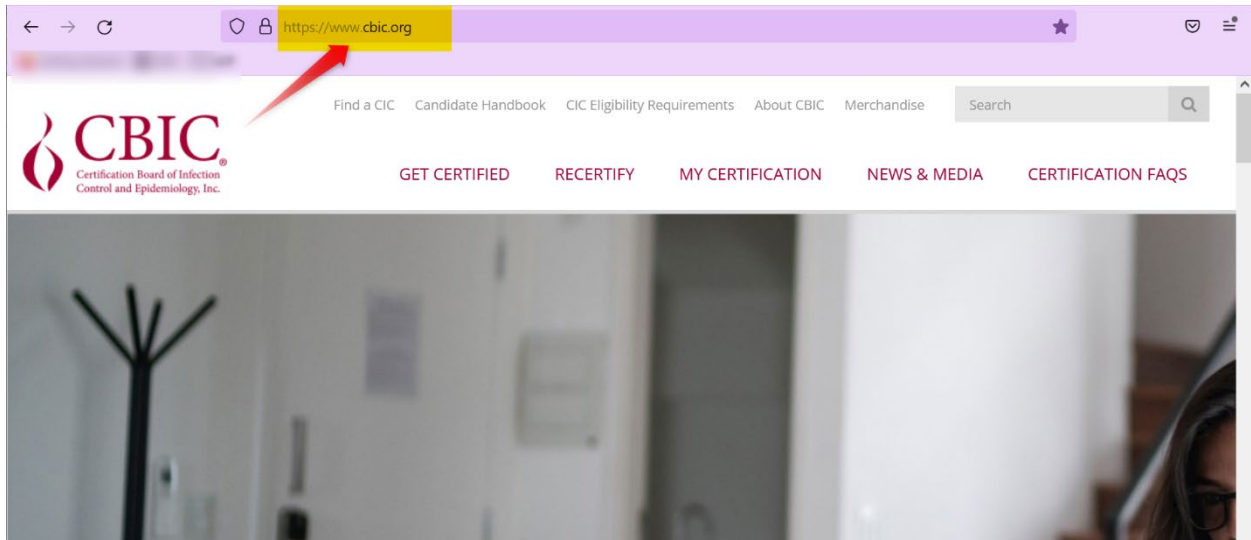 https://www.cbic.org
Find a CIC Candidate Handbook CIC Eligibility Requirements About CBIC Merchandise Search
CBIC®
Certification Board of Infection
Control and Epidemiology, Inc.
GET CERTIFIED RECERTIFY MY CERTIFICATION NEWS & MEDIA CERTIFICATION FAQS